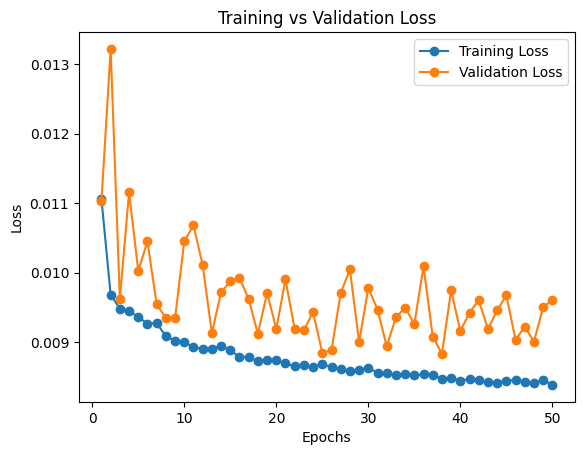 Training vs Validation Loss
Training Loss
Validation Loss
0.013
0.012
0.011
0.010
0.009
Loss
0
10
20
30
40
50
Epochs